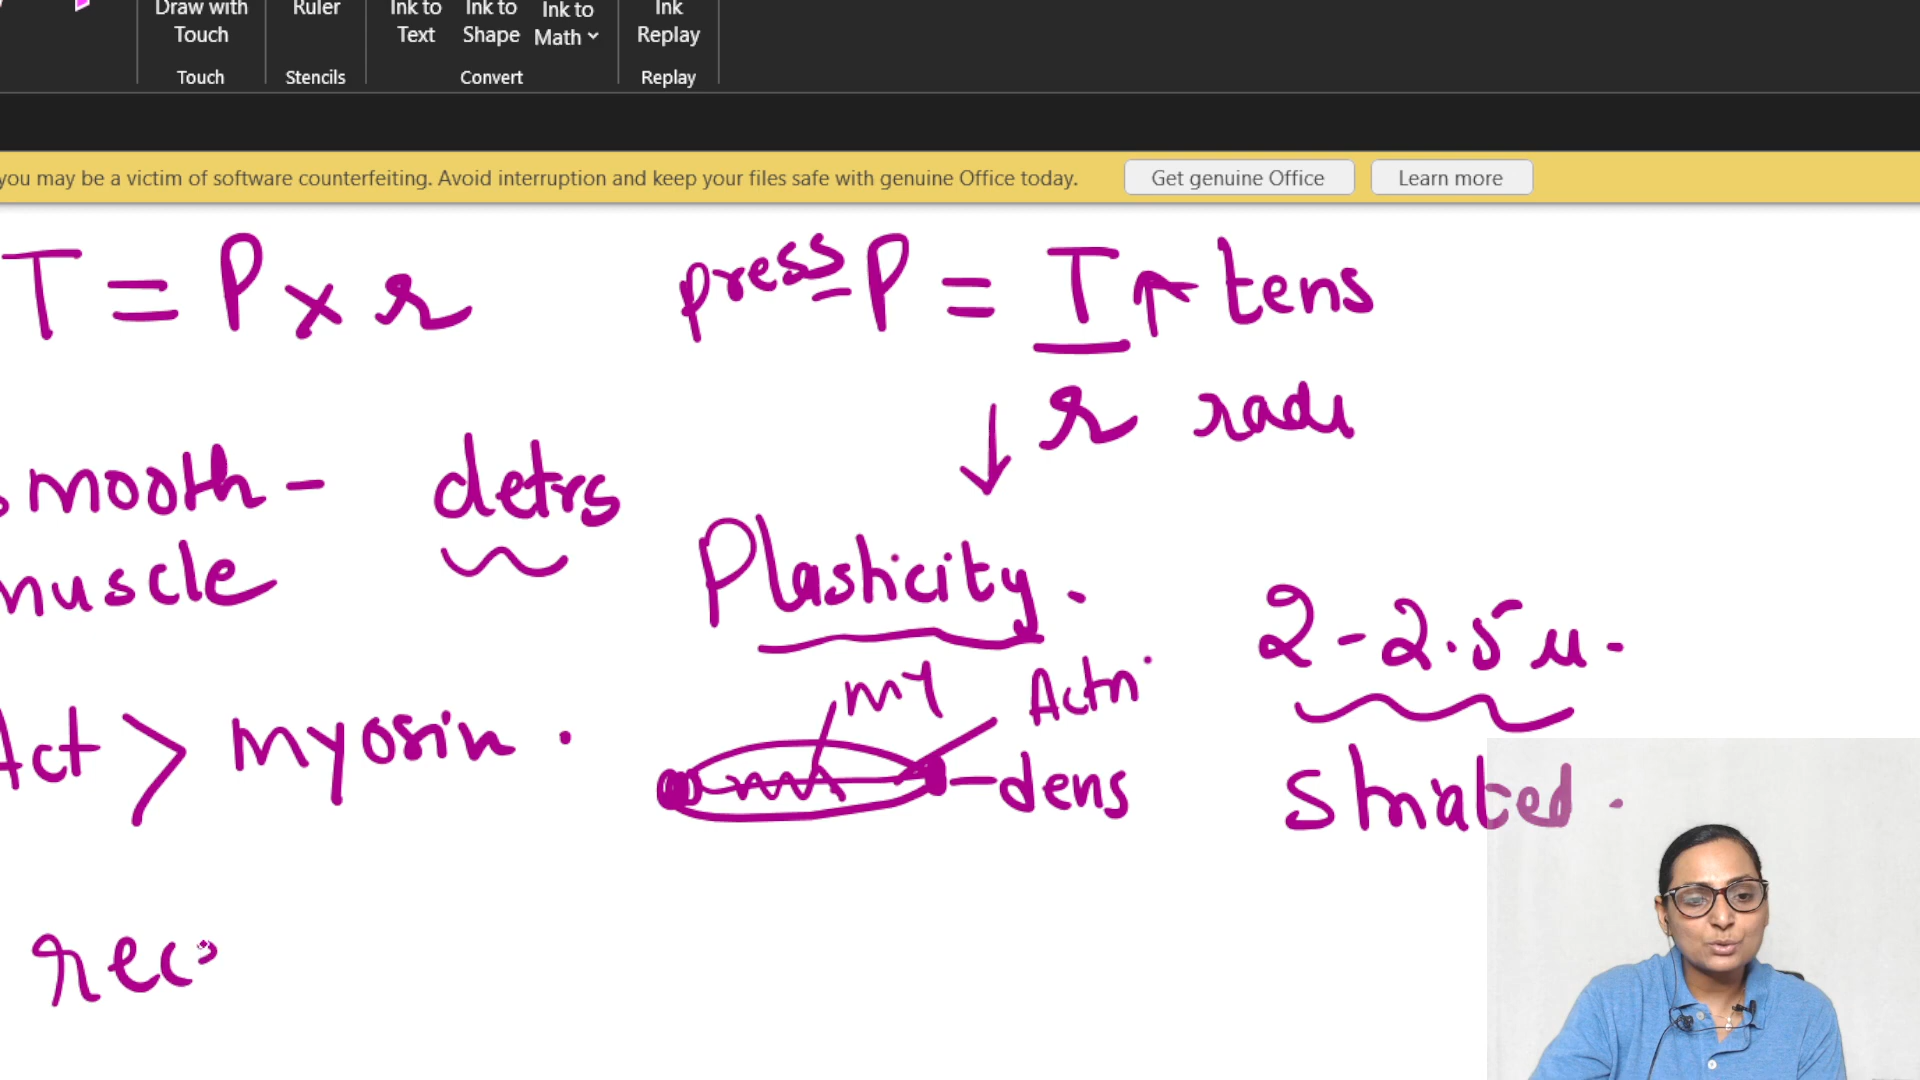 Draw with Touch
Ruler
Ink to Text
Ink to Shape
Ink to Math
Ink Replay
Touch
Stencils
Convert
Replay
you may be a victim of software counterfeiting. Avoid interruption and keep your files safe with genuine Office today.
Get genuine Office
Learn more
T = P x r
press P = T ↑ tens
r radi
smooth - detrs
muscle
Plasticity.
2-2.5 u.
Act > myosin.
my
Actn
dens
striated.
rec